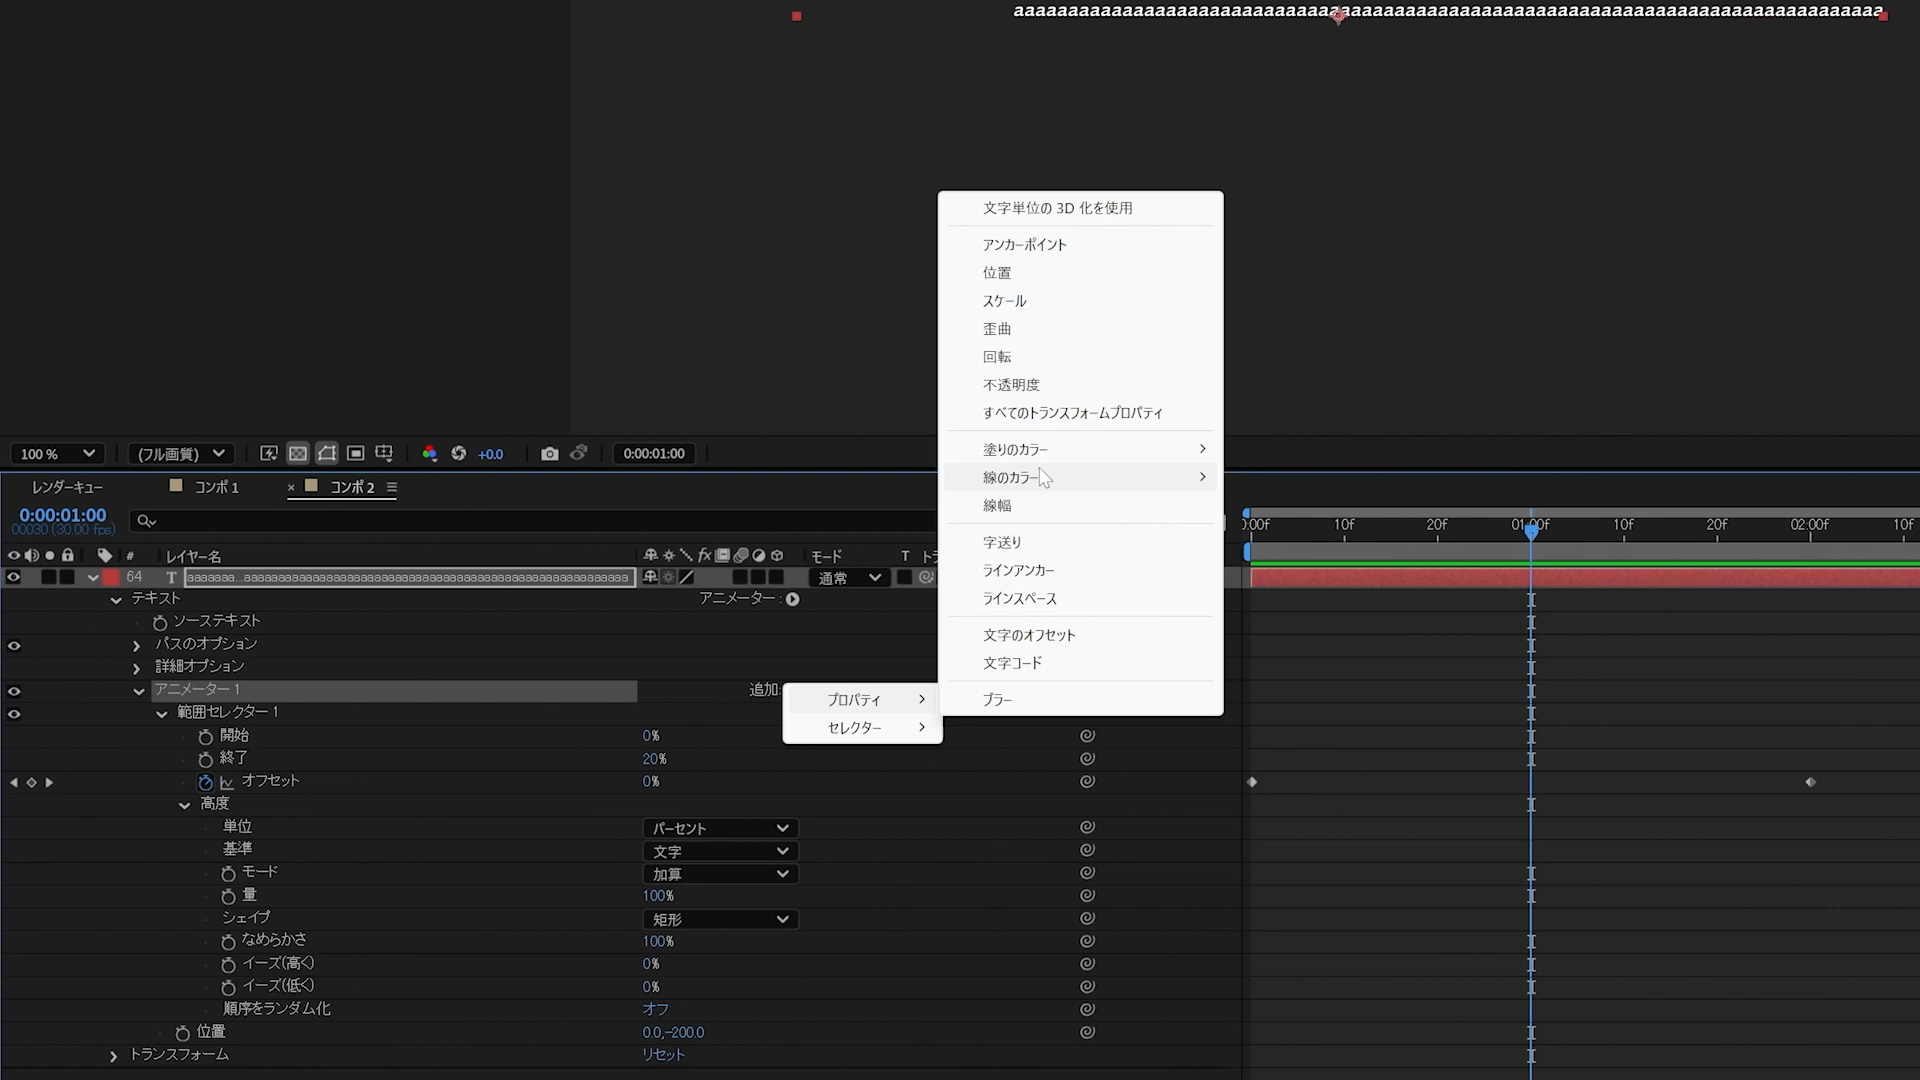 aaaaaaaaaaaaaaaaaaaaaaaaaaaaaaaaaaaaaaaaaaaaaaaaaaaaaaaaaaaaaaaaaaaaaaaaaaaaaaaa
文字単位の 3D 化を使用
アンカーポイント
位置
スケール
歪曲
回転
不透明度
すべてのトランスフォームプロパティ
塗りのカラー
線のカラー
線幅
字送り
ラインアンカー
ラインスペース
文字のオフセット
文字コード
ブラー
プロパティ
セレクター
100 %
(フル画質)
+0.0
0:00:01:00
レンダーキュー
コンポ 1
× コンポ 2
0:00:01:00
00030 (30.00 fps)
0:00f 10f 20f 01:00f 10f 20f 02:00f 10f
# レイヤー名 fx モード T トラ
64 T aaaaaaa...aaaaaaaaaaaaaaaaaaaaaaaaaaaaaaaaaaaaaaaaaaaaaaaaaaaaaaa 通常
テキスト アニメーター :
ソーステキスト
パスのオプション
詳細オプション
アニメーター 1 追加:
範囲セレクター 1
開始 0%
終了 20%
オフセット 0%
高度
単位 パーセント
基準 文字
モード 加算
量 100%
シェイプ 矩形
なめらかさ 100%
イーズ(高く) 0%
イーズ(低く) 0%
順序をランダム化 オフ
位置 0.0,-200.0
トランスフォーム リセット